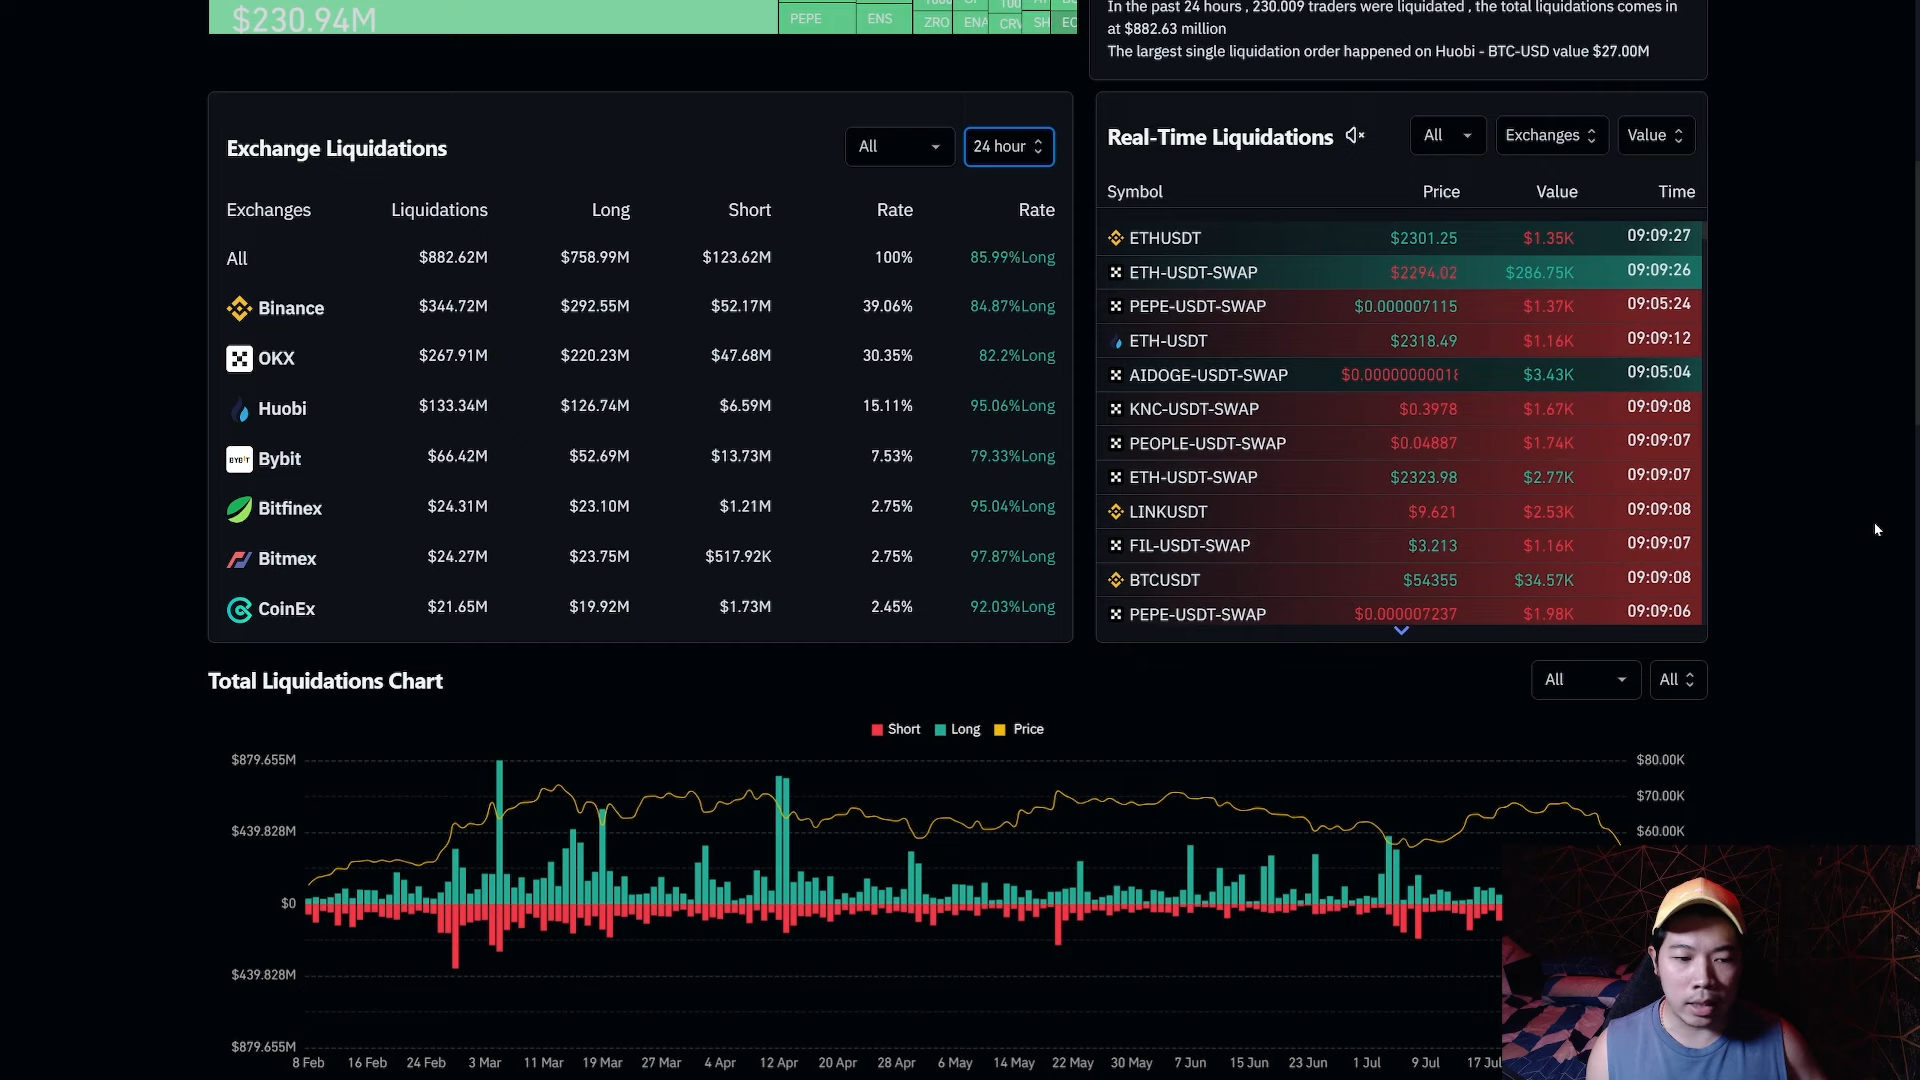 $230.94M
PEPE
ENS
ZRO
ENA
CRV
SH
In the past 24 hours , 230.009 traders were liquidated , the total liquidations comes in
at $882.63 million
The largest single liquidation order happened on Huobi - BTC-USD value $27.00M
Exchange Liquidations
All
24 hour
Exchanges Liquidations Long Short Rate Rate
All $882.62M $758.99M $123.62M 100% 85.99%Long
Binance $344.72M $292.55M $52.17M 39.06% 84.87%Long
OKX $267.91M $220.23M $47.68M 30.35% 82.2%Long
Huobi $133.34M $126.74M $6.59M 15.11% 95.06%Long
BYBIT Bybit $66.42M $52.69M $13.73M 7.53% 79.33%Long
Bitfinex $24.31M $23.10M $1.21M 2.75% 95.04%Long
Bitmex $24.27M $23.75M $517.92K 2.75% 97.87%Long
CoinEx $21.65M $19.92M $1.73M 2.45% 92.03%Long
Real-Time Liquidations
All
Exchanges
Value
Symbol Price Value Time
ETHUSDT $2301.25 $1.35K 09:09:27
ETH-USDT-SWAP $2294.02 $286.75K 09:09:26
PEPE-USDT-SWAP $0.000007115 $1.37K 09:05:24
ETH-USDT $2318.49 $1.16K 09:09:12
AIDOGE-USDT-SWAP $0.0000000001 $3.43K 09:05:04
KNC-USDT-SWAP $0.3978 $1.67K 09:09:08
PEOPLE-USDT-SWAP $0.04887 $1.74K 09:09:07
ETH-USDT-SWAP $2323.98 $2.77K 09:09:07
LINKUSDT $9.621 $2.53K 09:09:08
FIL-USDT-SWAP $3.213 $1.16K 09:09:07
BTCUSDT $54355 $34.57K 09:09:08
PEPE-USDT-SWAP $0.000007237 $1.98K 09:09:06
Total Liquidations Chart
All
All
Short Long Price
$879.655M
$439.828M
$0
$439.828M
$879.655M
$80.00K
$70.00K
$60.00K
8 Feb 16 Feb 24 Feb 3 Mar 11 Mar 19 Mar 27 Mar 4 Apr 12 Apr 20 Apr 28 Apr 6 May 14 May 22 May 30 May 7 Jun 15 Jun 23 Jun 1 Jul 9 Jul 17 Jul